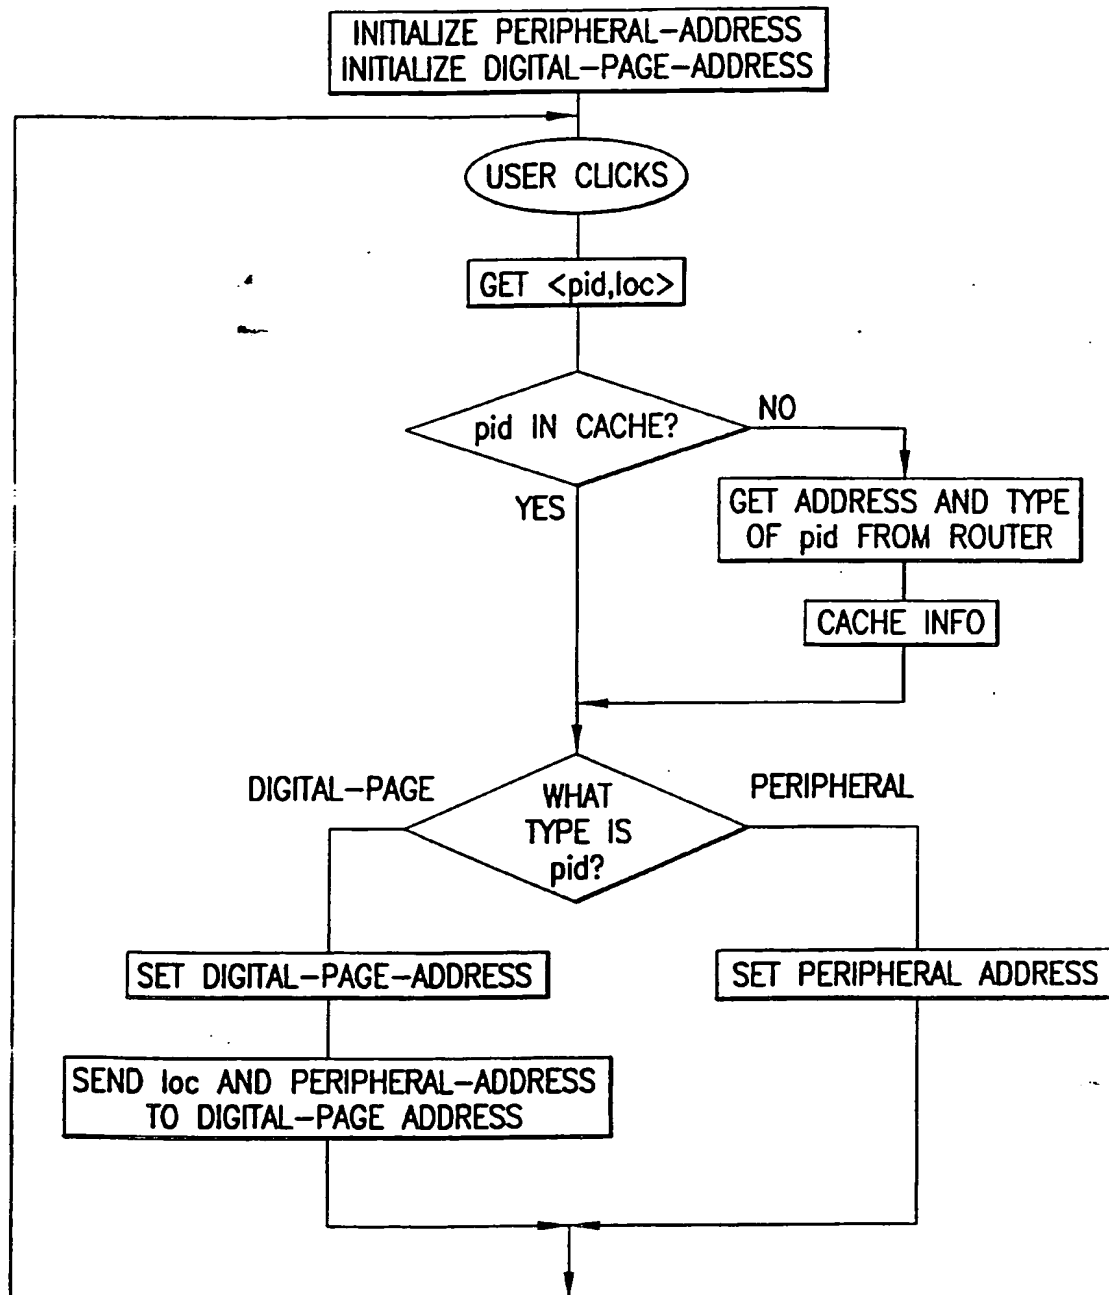 INITIALIZE PERIPHERAL-ADDRESS
INITIALIZE DIGITAL-PAGE-ADDRESS
USER CLICKS
GET <pid,loc>
pid IN CACHE?
NO
YES
GET ADDRESS AND TYPE
OF pid FROM ROUTER
CACHE INFO
DIGITAL-PAGE
WHAT
TYPE IS
pid?
PERIPHERAL
SET DIGITAL-PAGE-ADDRESS
SET PERIPHERAL ADDRESS
SEND loc AND PERIPHERAL-ADDRESS
TO DIGITAL-PAGE ADDRESS